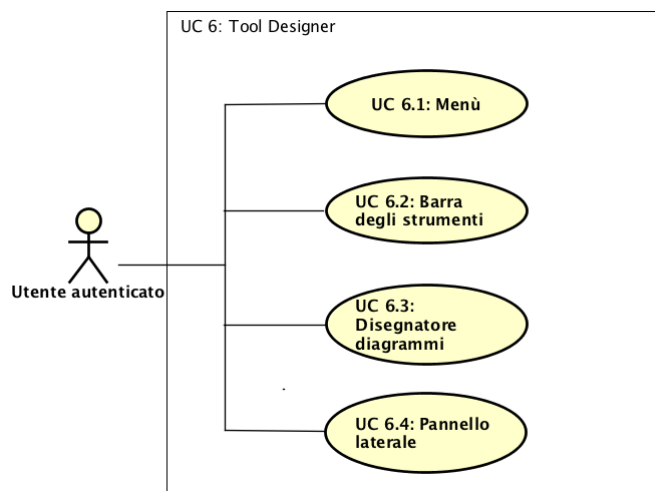 UC 6: Tool Designer
UC 6.1: Menù
UC 6.2: Barra
degli strumenti
Utente autenticato
UC 6.3:
Disegnatore
diagrammi
UC 6.4: Pannello
laterale